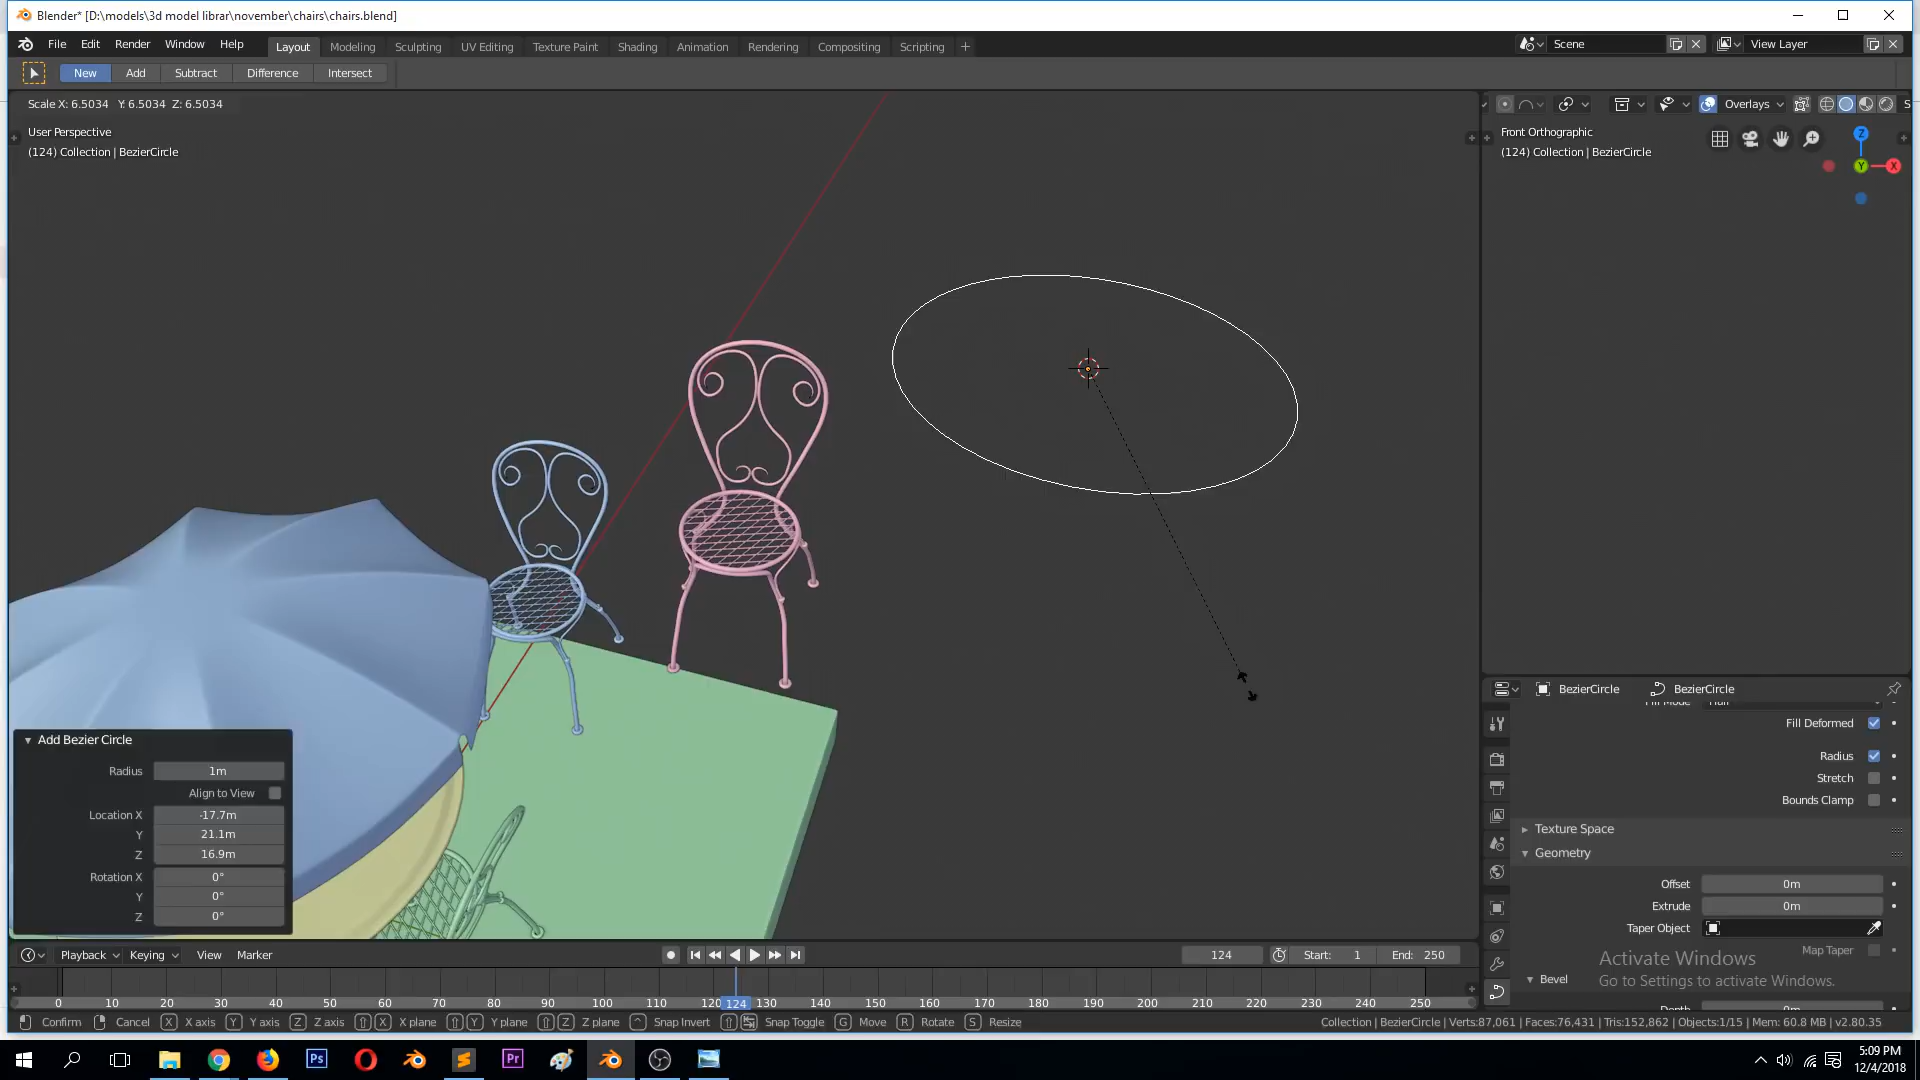 Blender* [D:\models\3d model librar\november\chairs\chairs.blend]
File Edit Render Window Help Layout Modeling Sculpting UV Editing Texture Paint Shading Animation Rendering Compositing Scripting + Scene View Layer
New Add Subtract Difference Intersect
Scale X: 6.5034 Y: 6.5034 Z: 6.5034
Overlays
User Perspective
(124) Collection | BezierCircle
Front Orthographic
(124) Collection | BezierCircle
Z
Y
X
BezierCircle BezierCircle
Fill Deformed
Radius
Stretch
Bounds Clamp
Texture Space
Geometry
Offset 0m
Extrude 0m
Taper Object
Map Taper
Bevel
Activate Windows
Go to Settings to activate Windows.
Add Bezier Circle
Radius 1m
Align to View
Location X -17.7m
Y 21.1m
Z 16.9m
Rotation X 0°
Y 0°
Z 0°
Playback Keying View Marker 124 Start: 1 End: 250
0 10 20 30 40 50 60 70 80 90 100 110 120 124 130 140 150 160 170 180 190 200 210 220 230 240 250
Confirm Cancel X X axis Y Y axis Z Z axis X X plane Y Y plane Z Z plane Snap Invert Snap Toggle G Move R Rotate S Resize
Collection | BezierCircle | Verts:87,061 | Faces:76,431 | Tris:152,862 | Objects:1/15 | Mem: 60.8 MB | v2.80.35
Ps
Pr
5:09 PM
12/4/2018